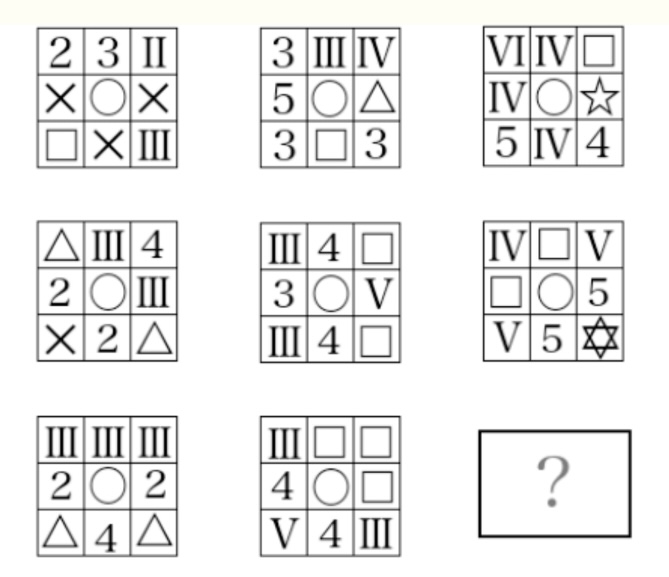 2 3 II
× ○ ×
□ × III
3 III IV
5 ○ △
3 □ 3
VI IV □
IV ○ ☆
5 IV 4
△ III 4
2 ○ III
× 2 △
III 4 □
3 ○ V
III 4 □
IV □ V
□ ○ 5
V 5 ✡
III III III
2 ○ 2
△ 4 △
III □ □
4 ○ □
V 4 III
?